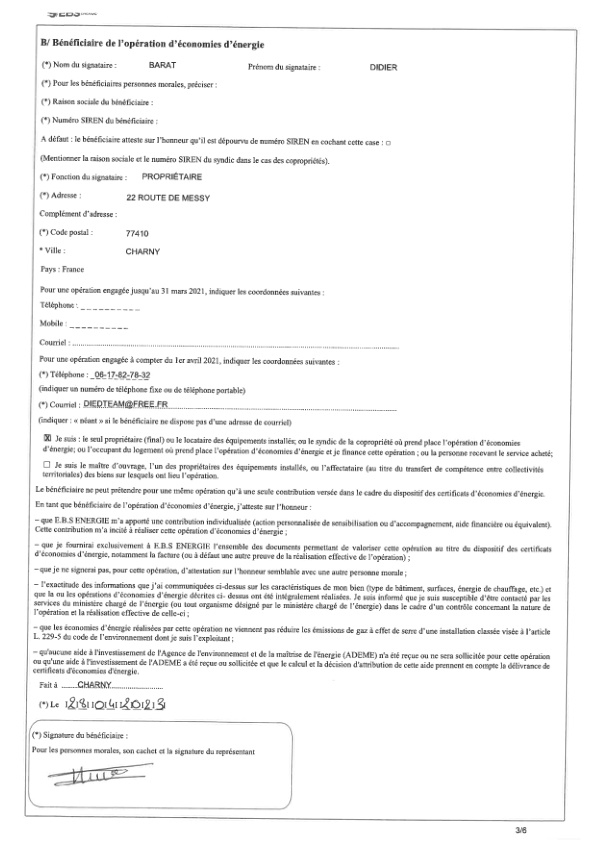 B/ Bénéficiaire de l'opération d'économies d'énergie
(*) Nom du signataire : BARAT Prénom du signataire : DIDIER
(*) Pour les bénéficiaires personnes morales, préciser :
(*) Raison sociale du bénéficiaire :
(*) Numéro SIREN du bénéficiaire :
A défaut : le bénéficiaire atteste sur l'honneur qu'il est dépourvu de numéro SIREN en cochant cette case : □
(Mentionner la raison sociale et le numéro SIREN du syndic dans le cas des copropriétés).
(*) Fonction du signataire : PROPRIÉTAIRE
(*) Adresse : 22 ROUTE DE MESSY
Complément d'adresse :
(*) Code postal : 77410
* Ville : CHARNY
Pays : France
Pour une opération engagée jusqu'au 31 mars 2021, indiquer les coordonnées suivantes :
Téléphone : _ _ _ _ _ _ _ _ _ _
Mobile : _ _ _ _ _ _ _ _ _ _
Courriel : ........................................
Pour une opération engagée à compter du 1er avril 2021, indiquer les coordonnées suivantes :
(*) Téléphone : 06-17-62-78-32
(indiquer un numéro de téléphone fixe ou de téléphone portable)
(*) Courriel : DIEDTEAM@FREE.FR
(indiquer : « néant » si le bénéficiaire ne dispose pas d'une adresse de courriel)
☒ Je suis : le seul propriétaire (final) ou le locataire des équipements installés; ou le syndic de la copropriété où prend place l'opération d'économies
d'énergie; ou l'occupant du logement où prend place l'opération d'économies d'énergie et je finance cette opération ; ou la personne recevant le service acheté;
☐ Je suis le maître d'ouvrage, l'un des propriétaires des équipements installés, ou l'affectataire (au titre du transfert de compétence entre collectivités
territoriales) des biens sur lesquels ont lieu l'opération.
Le bénéficiaire ne peut prétendre pour une même opération qu'à une seule contribution versée dans le cadre du dispositif des certificats d'économies d'énergie.
En tant que bénéficiaire de l'opération d'économies d'énergie, j'atteste sur l'honneur :
– que E.B.S ENERGIE m'a apporté une contribution individualisée (action personnalisée de sensibilisation ou d'accompagnement, aide financière ou équivalent).
Cette contribution m'a incité à réaliser cette opération d'économies d'énergie ;
– que je fournirai exclusivement à E.B.S ENERGIE l'ensemble des documents permettant de valoriser cette opération au titre du dispositif des certificats
d'économies d'énergie, notamment la facture (ou à défaut une autre preuve de la réalisation effective de l'opération) ;
– que je ne signerai pas, pour cette opération, d'attestation sur l'honneur semblable avec une autre personne morale ;
– l'exactitude des informations que j'ai communiquées ci-dessus sur les caractéristiques de mon bien (type de bâtiment, surfaces, énergie de chauffage, etc.) et
que la ou les opérations d'économies d'énergie décrites ci- dessus ont été intégralement réalisées. Je suis informé que je suis susceptible d'être contacté par les
services du ministère chargé de l'énergie (ou tout organisme désigné par le ministère chargé de l'énergie) dans le cadre d'un contrôle concernant la nature de
l'opération et la réalisation effective de celle-ci ;
– que les économies d'énergie réalisées par cette opération ne viennent pas réduire les émissions de gaz à effet de serre d'une installation classée visée à l'article
L. 229-5 du code de l'environnement dont je suis l'exploitant ;
– qu'aucune aide à l'investissement de l'Agence de l'environnement et de la maîtrise de l'énergie (ADEME) n'a été reçue ou ne sera sollicitée pour cette opération
ou qu'une aide à l'investissement de l'ADEME a été reçue ou sollicitée et que le calcul et la décision d'attribution de cette aide prennent en compte la délivrance de
certificats d'économies d'énergie.
Fait à ......CHARNY..................
(*) Le |2|8|1|0|4|1|2|0|2|3|
(*) Signature du bénéficiaire :
Pour les personnes morales, son cachet et la signature du représentant
3/6